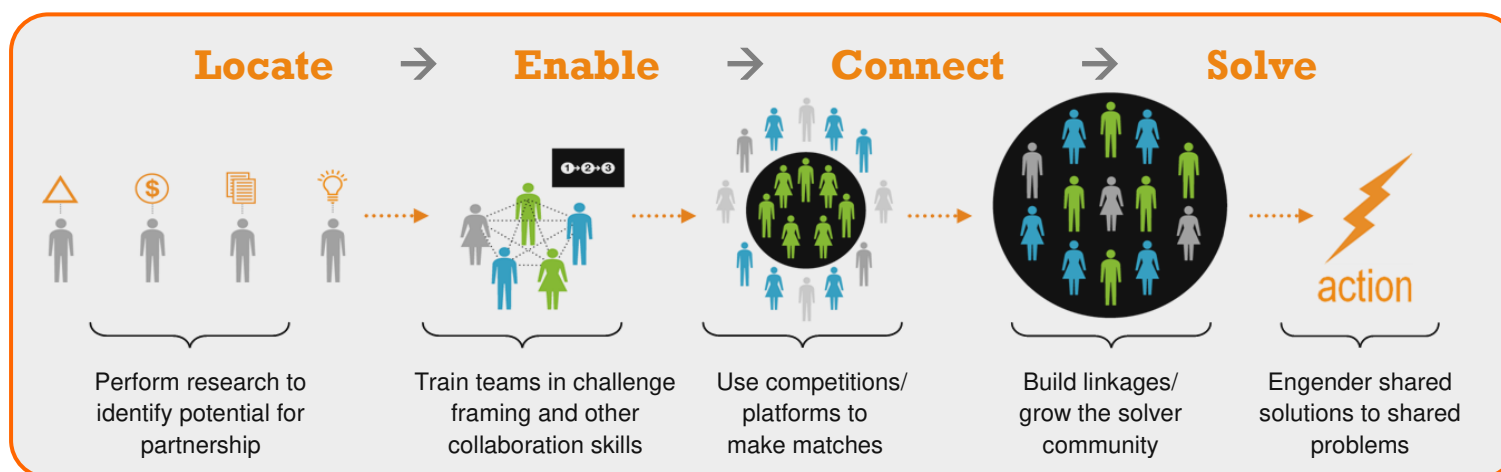 Locate → Enable → Connect → Solve
$
1→2→3
action
Perform research to
identify potential for
partnership
Train teams in challenge
framing and other
collaboration skills
Use competitions/
platforms to
make matches
Build linkages/
grow the solver
community
Engender shared
solutions to shared
problems